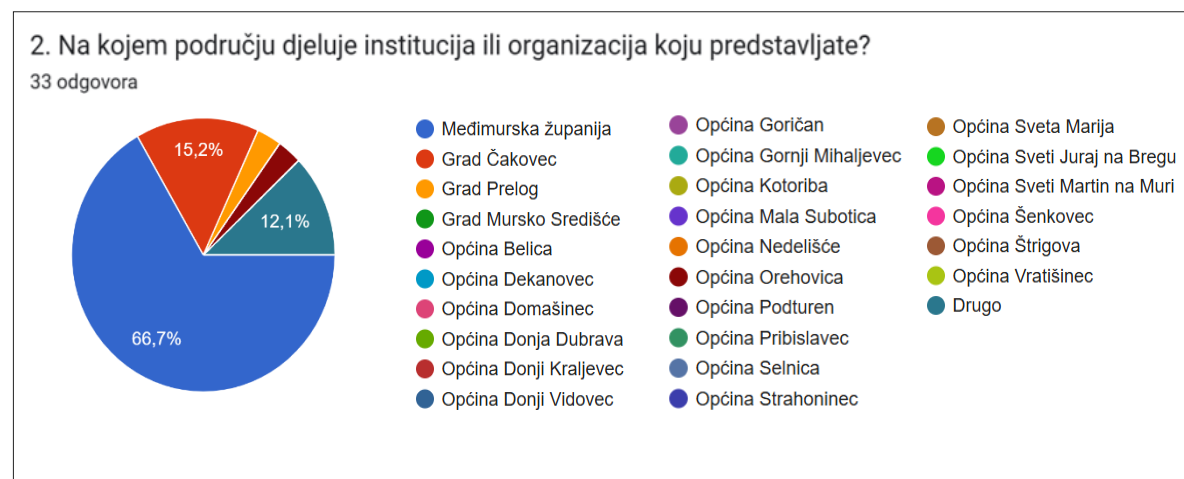 2. Na kojem području djeluje institucija ili organizacija koju predstavljate?
33 odgovora
15,2%
12,1%
66,7%
Međimurska županija
Grad Čakovec
Grad Prelog
Grad Mursko Središće
Općina Belica
Općina Dekanovec
Općina Domašinec
Općina Donja Dubrava
Općina Donji Kraljevec
Općina Donji Vidovec
Općina Goričan
Općina Gornji Mihaljevec
Općina Kotoriba
Općina Mala Subotica
Općina Nedelišće
Općina Orehovica
Općina Podturen
Općina Pribislavec
Općina Selnica
Općina Strahoninec
Općina Sveta Marija
Općina Sveti Juraj na Bregu
Općina Sveti Martin na Muri
Općina Šenkovec
Općina Štrigova
Općina Vratišinec
Drugo